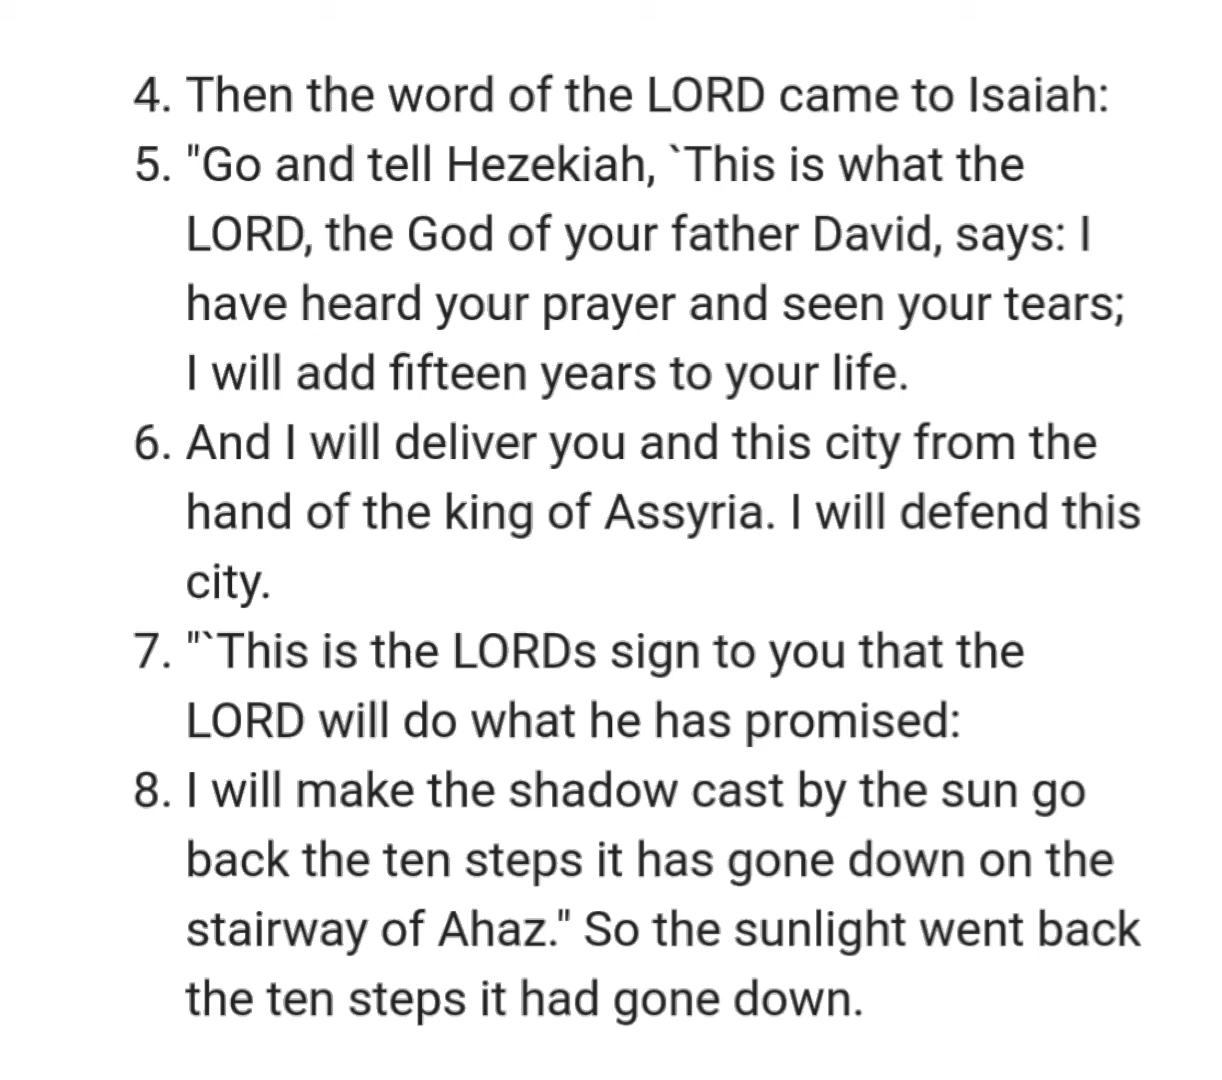 4. Then the word of the LORD came to Isaiah:
5. "Go and tell Hezekiah, `This is what the
LORD, the God of your father David, says: I
have heard your prayer and seen your tears;
I will add fifteen years to your life.
6. And I will deliver you and this city from the
hand of the king of Assyria. I will defend this
city.
7. "`This is the LORDs sign to you that the
LORD will do what he has promised:
8. I will make the shadow cast by the sun go
back the ten steps it has gone down on the
stairway of Ahaz." So the sunlight went back
the ten steps it had gone down.